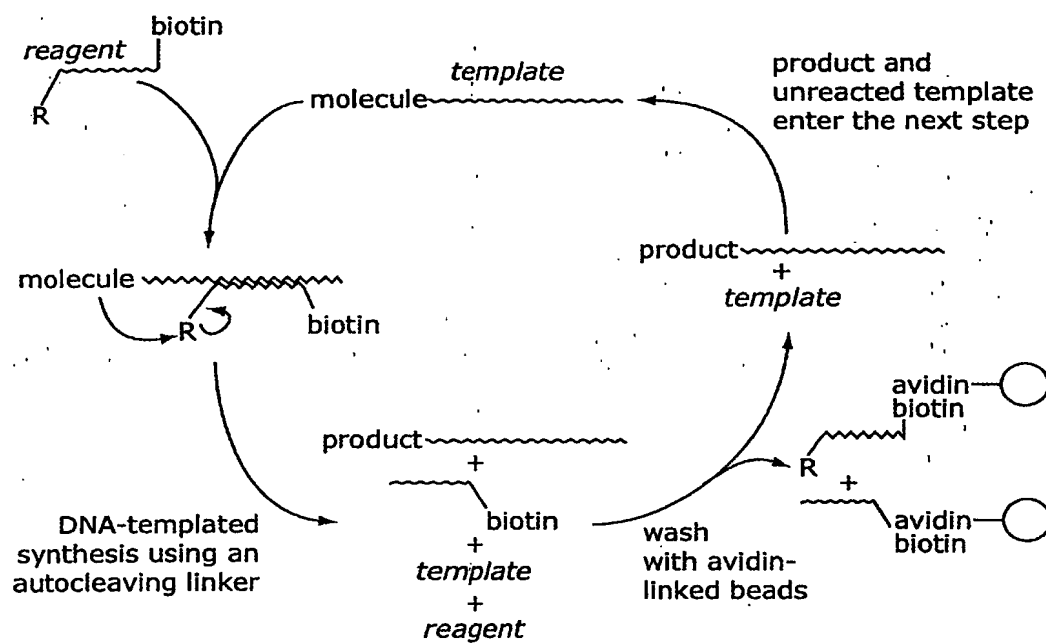 biotin
reagent
R
template
molecule
product and
unreacted template
enter the next step
molecule
R
biotin
product
+
template
DNA-templated
synthesis using an
autocleaving linker
product
+
biotin
+
template
+
reagent
wash
with avidin-
linked beads
avidin
biotin
R
+
avidin
biotin